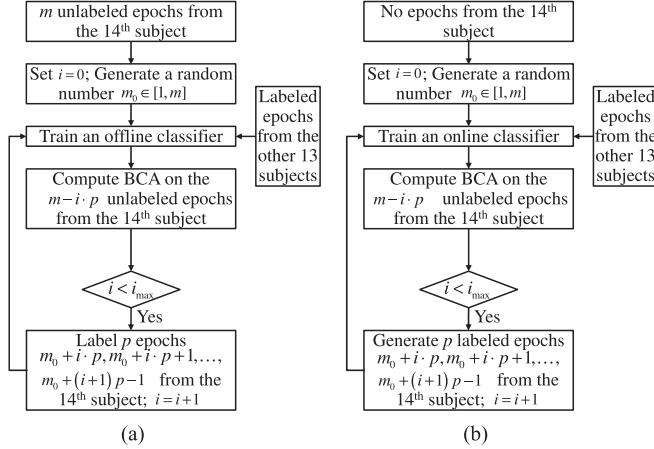 m unlabeled epochs from
the 14th subject
Set i=0; Generate a random
number m₀∈[1,m]
Labeled
epochs
from the
other 13
subjects
Train an offline classifier
Compute BCA on the
m−i·p unlabeled epochs
from the 14th subject
i<i_max
Yes
Label p epochs
m₀+i·p, m₀+i·p+1,…,
m₀+(i+1)p−1 from the
14th subject; i=i+1
(a)
No epochs from the 14th
subject
Set i=0; Generate a random
number m₀∈[1,m]
Labeled
epochs
from the
other 13
subjects
Train an online classifier
Compute BCA on the
m−i·p unlabeled epochs
from the 14th subject
i<i_max
Yes
Generate p labeled epochs
m₀+i·p, m₀+i·p+1,…,
m₀+(i+1)p−1 from the
14th subject; i=i+1
(b)